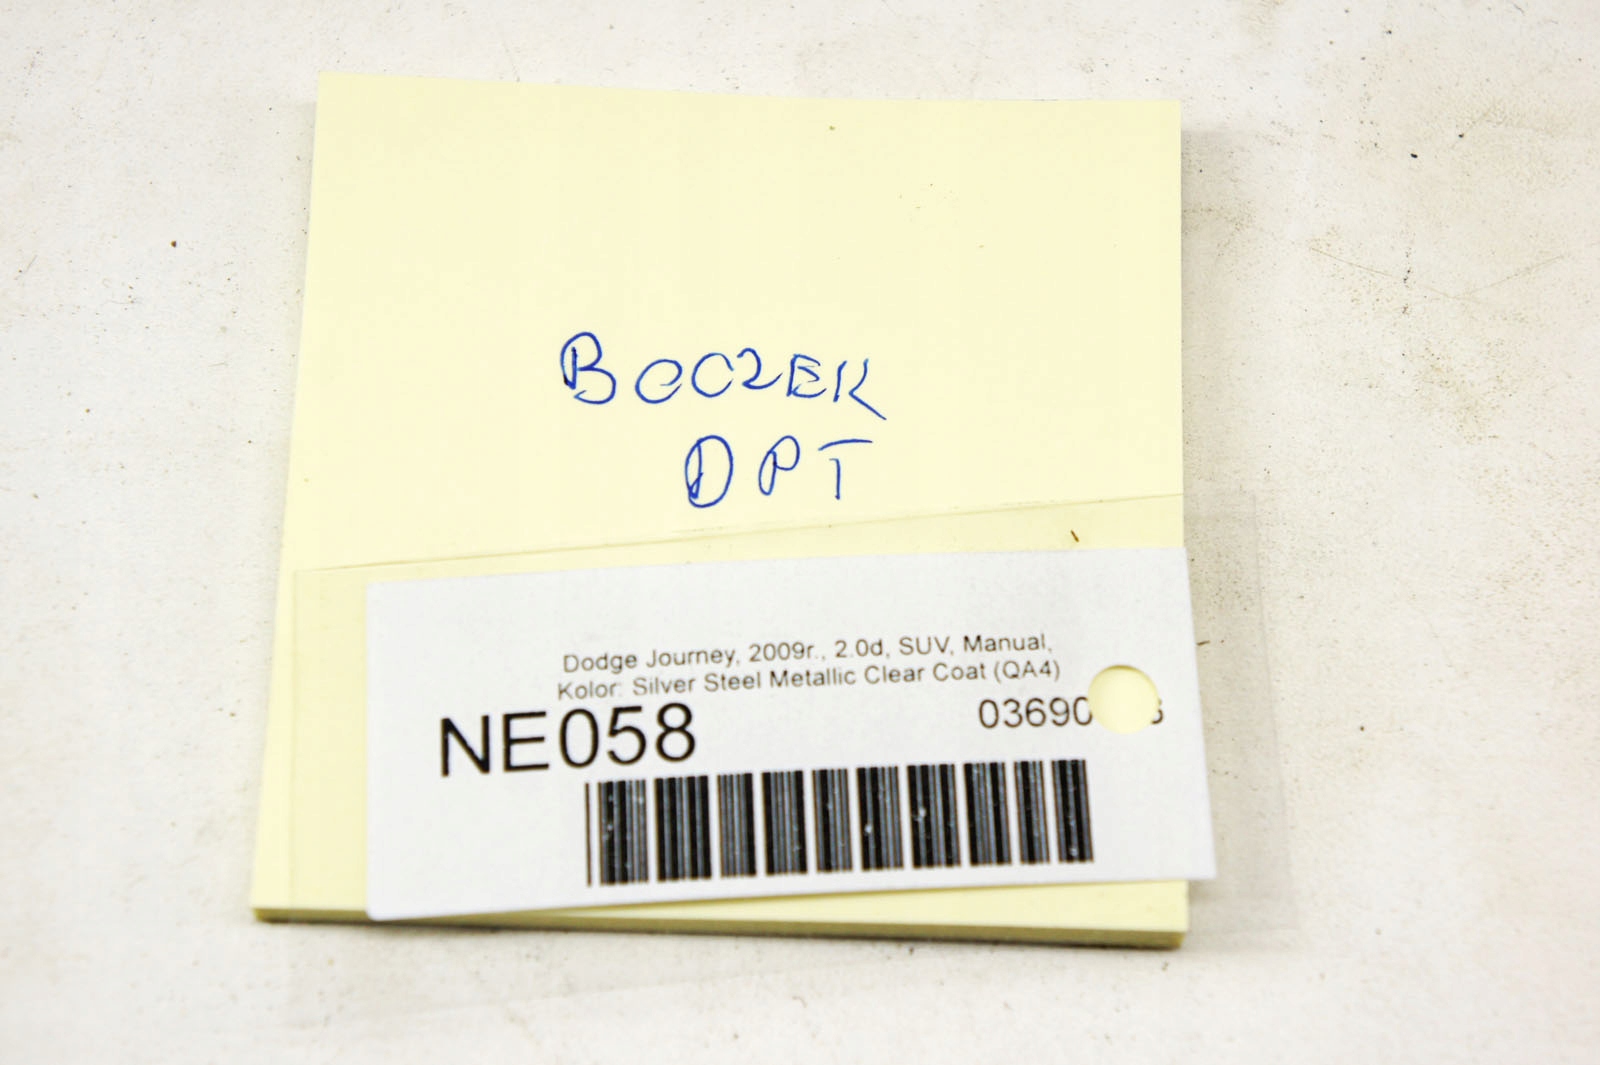 BOCZEK
DPT
Dodge Journey, 2009r., 2.0d, SUV, Manual,
Kolor: Silver Steel Metallic Clear Coat (QA4)
NE058